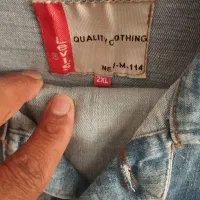 LEVI'S
QUALITY CLOTHING
NE/-M-114
2XL